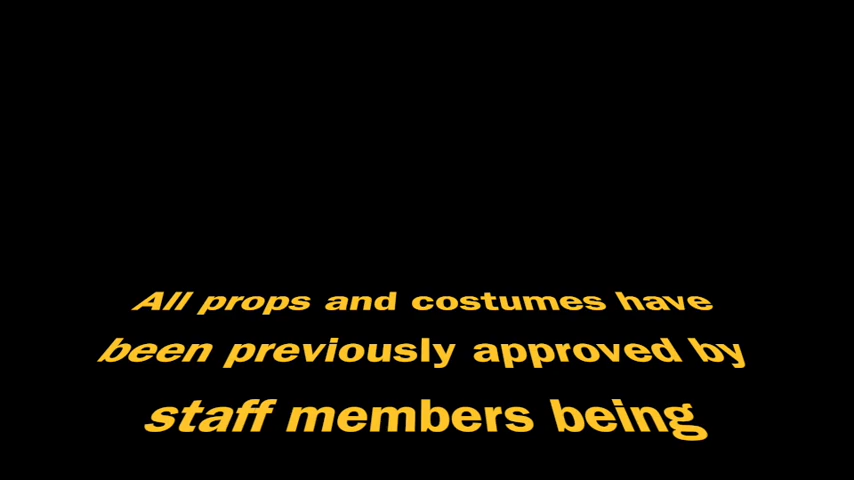 All props and costumes have
been previously approved by
staff members being